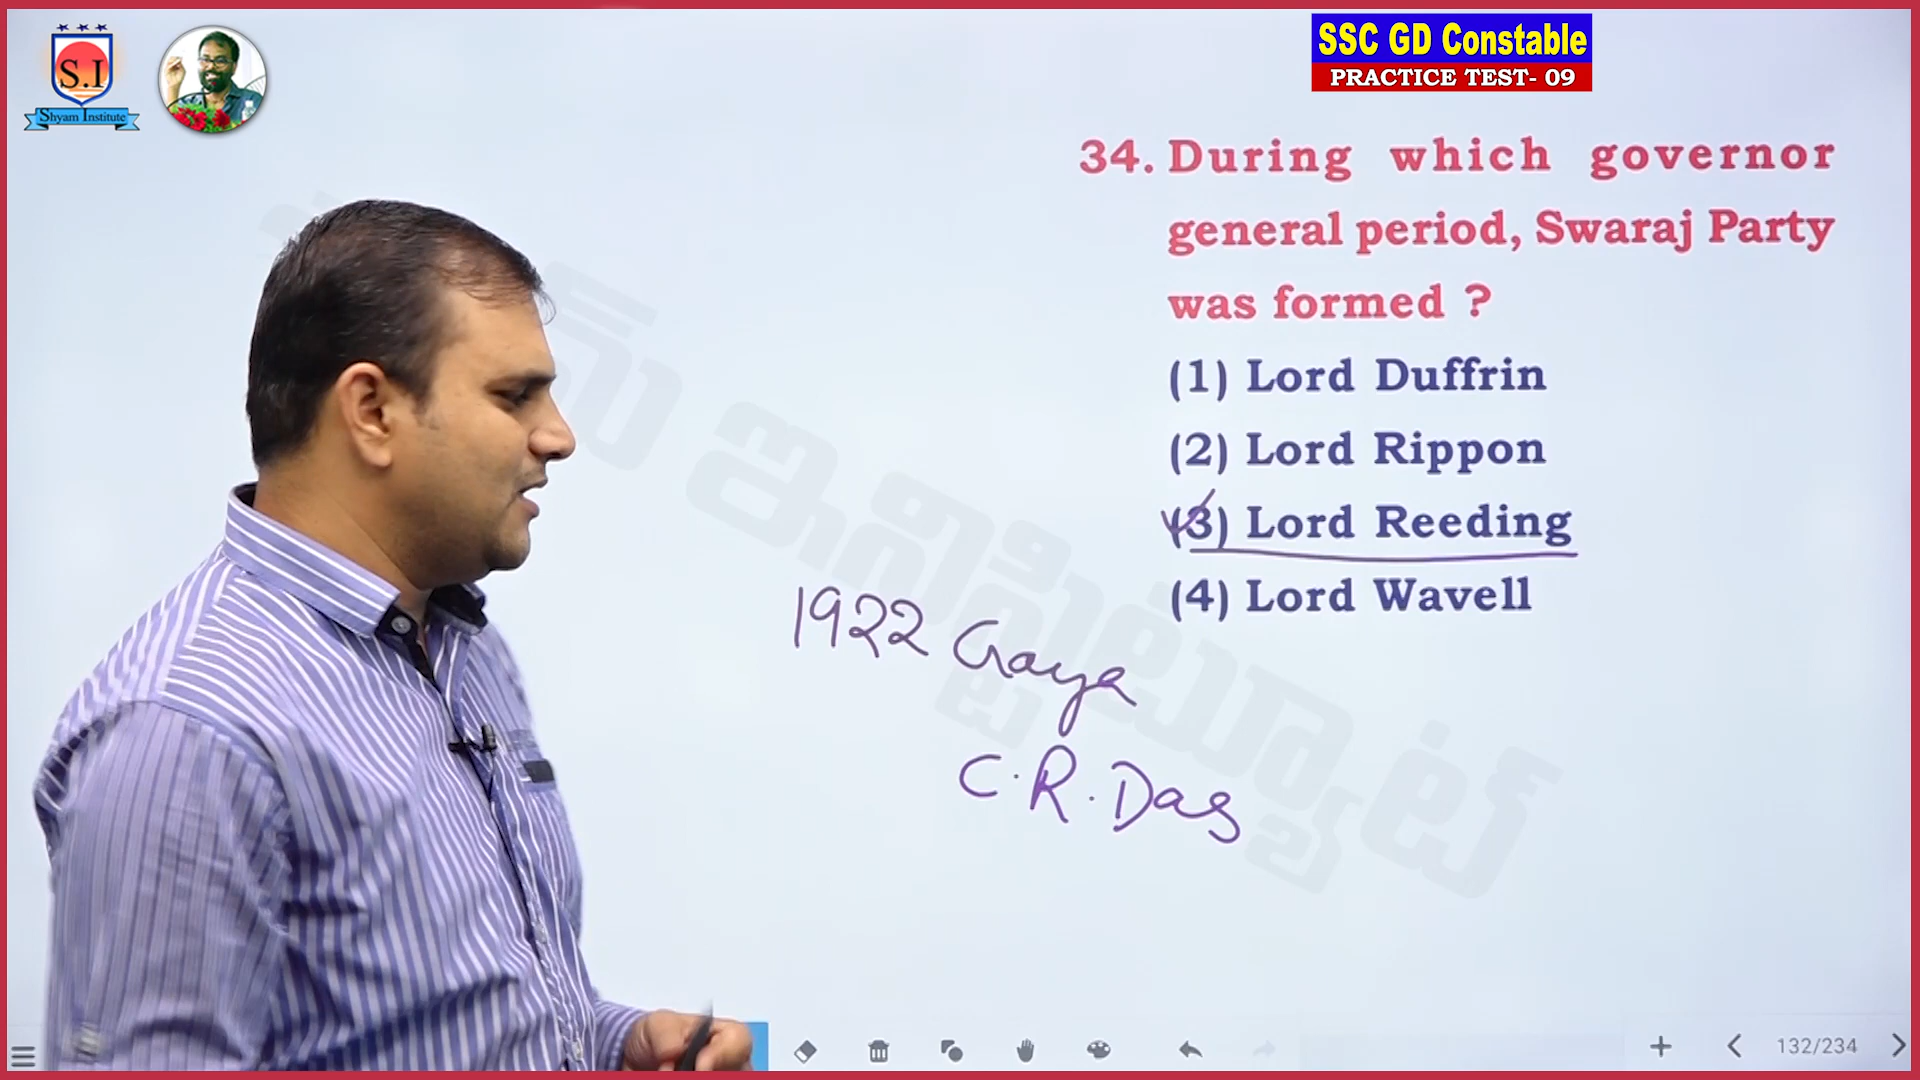 S.I
Shyam Institute
SSC GD Constable
PRACTICE TEST- 09
34. During which governor
general period, Swaraj Party
was formed ?
(1) Lord Duffrin
(2) Lord Rippon
(3) Lord Reeding
(4) Lord Wavell
1922 Gaya
C.R.Das
132/234